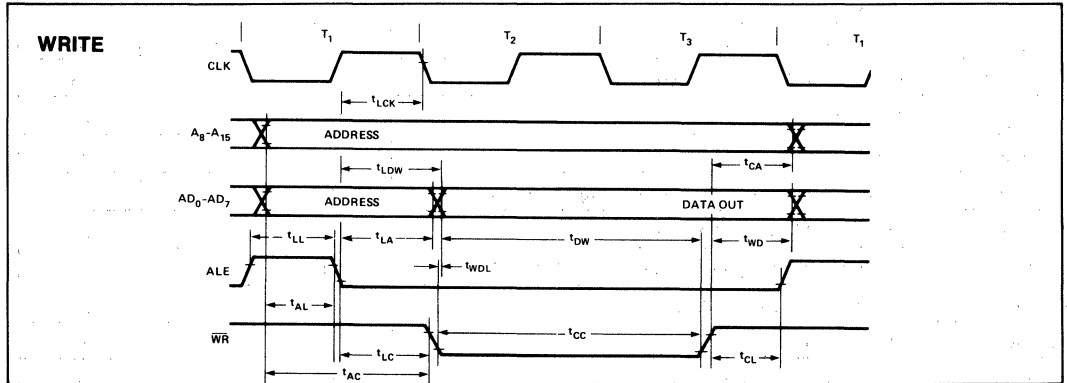 WRITE
T1 T2 T3 T1
CLK
tLCK
A8-A15 ADDRESS
tLDW tCA
AD0-AD7 ADDRESS DATA OUT
tLL tLA tDW tWD
tWDL
ALE
tAL
tCC
WR
tLC tCL
tAC